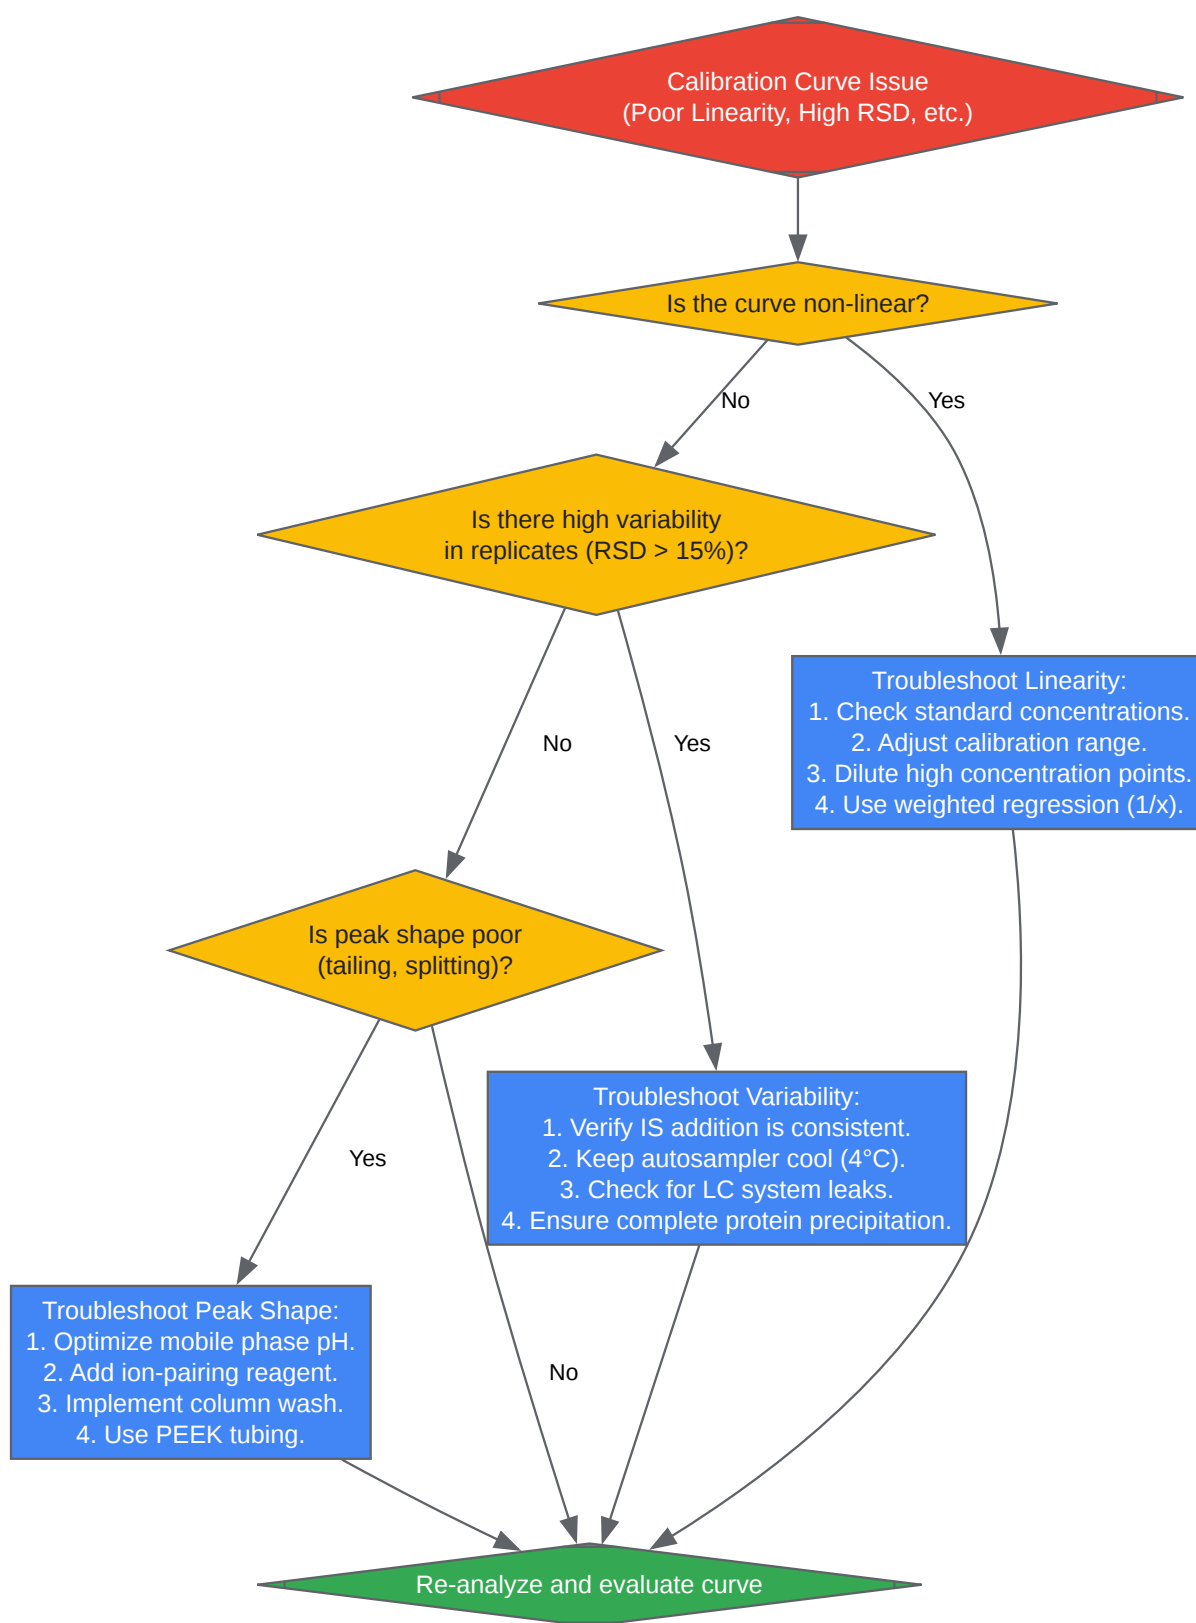 Calibration Curve Issue
(Poor Linearity, High RSD, etc.)
Is the curve non-linear?
No
Yes
Is there high variability
in replicates (RSD > 15%)?
Troubleshoot Linearity:
1. Check standard concentrations.
2. Adjust calibration range.
3. Dilute high concentration points.
4. Use weighted regression (1/x).
No
Yes
Is peak shape poor
(tailing, splitting)?
Troubleshoot Variability:
1. Verify IS addition is consistent.
2. Keep autosampler cool (4°C).
3. Check for LC system leaks.
4. Ensure complete protein precipitation.
Yes
No
Troubleshoot Peak Shape:
1. Optimize mobile phase pH.
2. Add ion-pairing reagent.
3. Implement column wash.
4. Use PEEK tubing.
Re-analyze and evaluate curve